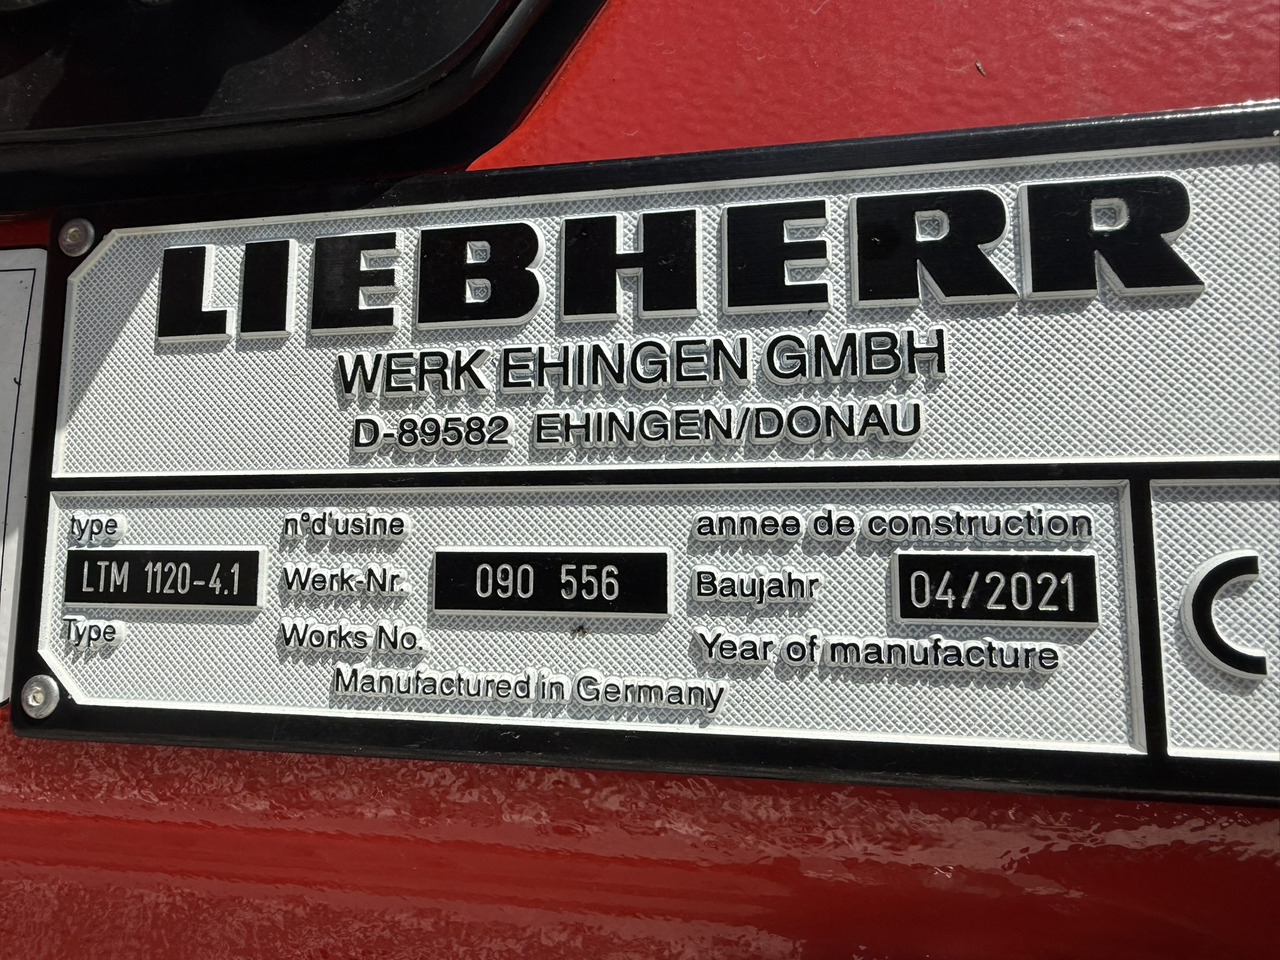 LIEBHERR
WERK EHINGEN GMBH
D-89582 EHINGEN/DONAU
type n°d'usine annee de construction
LTM 1120-4.1 Werk-Nr. 090 556 Baujahr 04/2021
Type Works No. Year of manufacture
Manufactured in Germany